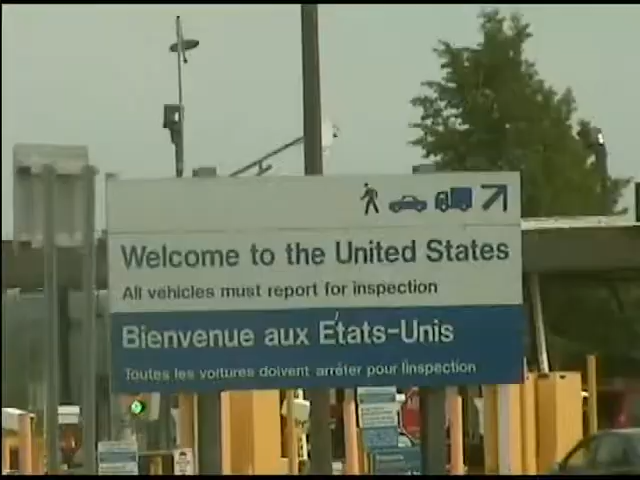 Welcome to the United States
All vehicles must report for inspection
Bienvenue aux États-Unis
Toutes les voitures doivent arrêter pour l'inspection